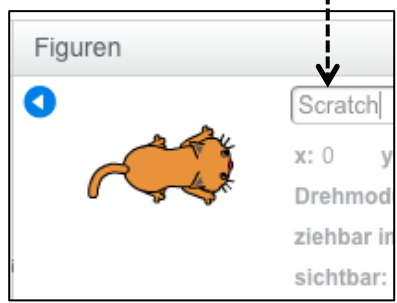 Figuren
Scratch
x: 0 y
Drehmod
ziehbar in
sichtbar:
i